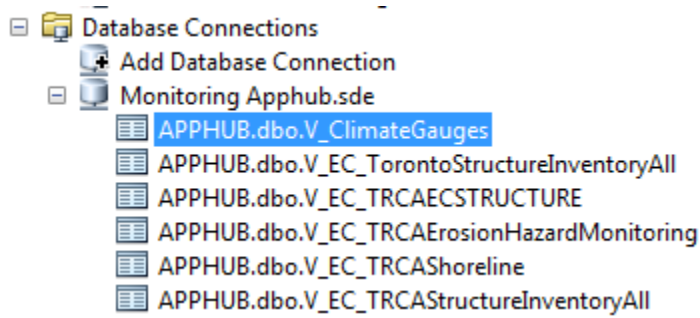 Database Connections
Add Database Connection
Monitoring Apphub.sde
APPHUB.dbo.V_ClimateGauges
APPHUB.dbo.V_EC_TorontoStructureInventoryAll
APPHUB.dbo.V_EC_TRCAECSTRUCTURE
APPHUB.dbo.V_EC_TRCAErosionHazardMonitoring
APPHUB.dbo.V_EC_TRCAShoreline
APPHUB.dbo.V_EC_TRCAStructureInventoryAll